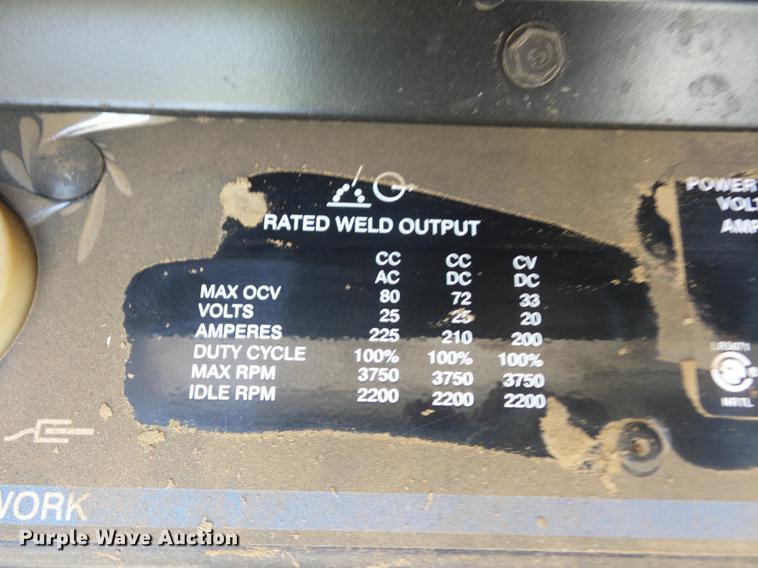 RATED WELD OUTPUT
CC CC CV
AC DC DC
MAX OCV 80 72 33
VOLTS 25 25 20
AMPERES 225 210 200
DUTY CYCLE 100% 100% 100%
MAX RPM 3750 3750 3750
IDLE RPM 2200 2200 2200
POWER
VOLT
AMP
NRTL
WORK
Purple Wave Auction